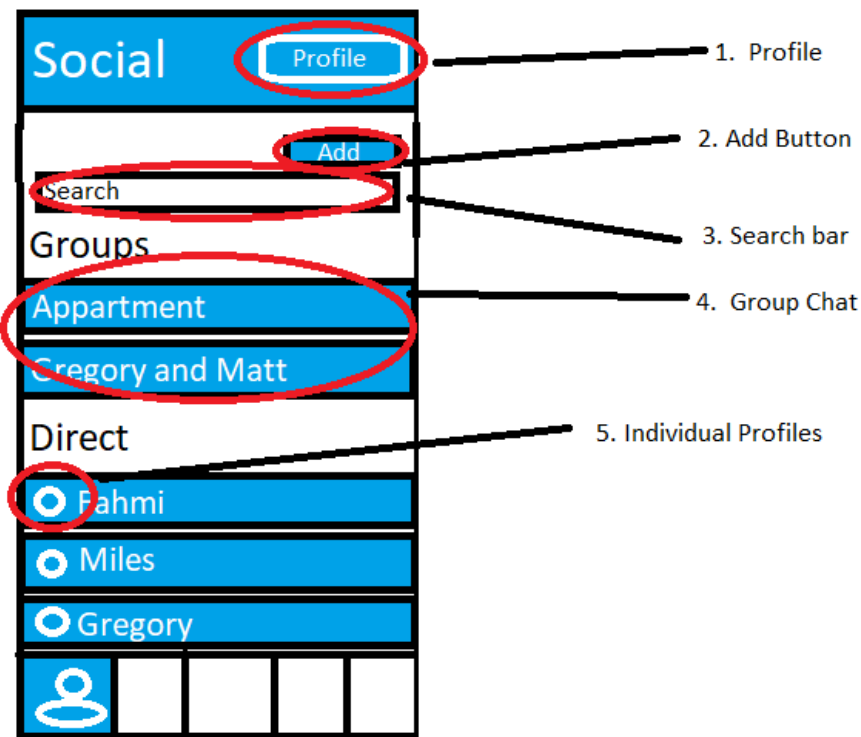 Social
Profile
1. Profile
Add
2. Add Button
Search
3. Search bar
Groups
Appartment
4. Group Chat
Gregory and Matt
Direct
5. Individual Profiles
Fahmi
Miles
Gregory